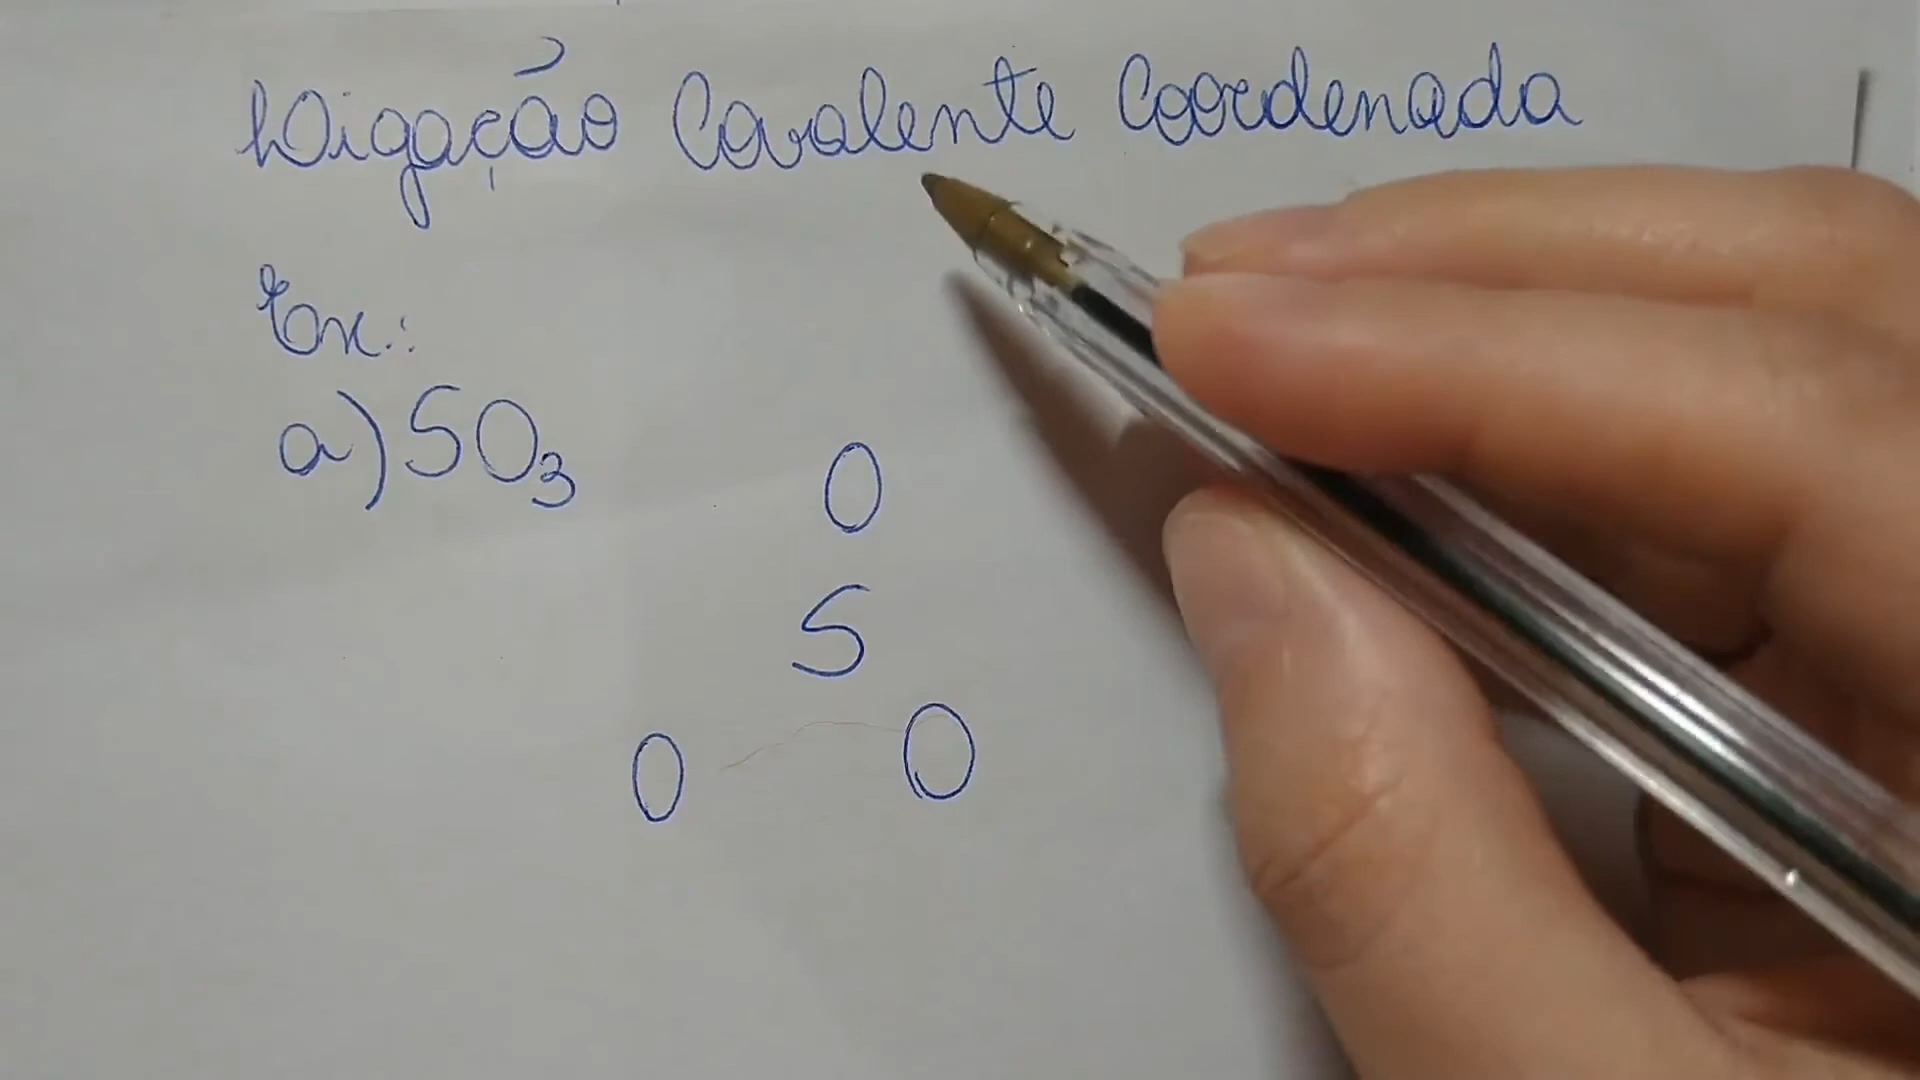 Ligação Covalente Coordenada
Ex.:
a) SO₃
O
S
O O